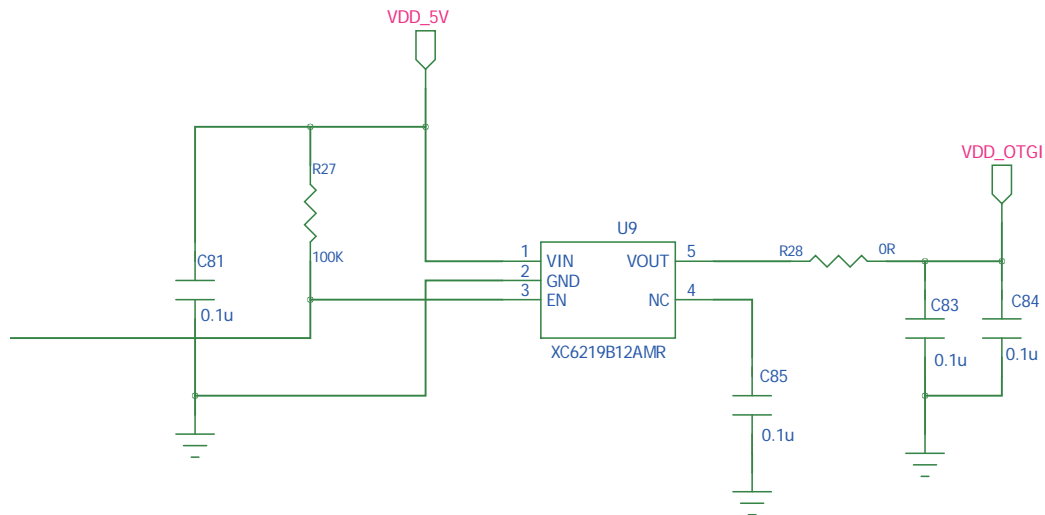 VDD_5V
VDD_OTGI
R27
U9
C81
100K
1 VIN
2 GND
3 EN
VOUT 5
NC 4
R28
0R
0.1u
XC6219B12AMR
C83
0.1u
C84
0.1u
C85
0.1u